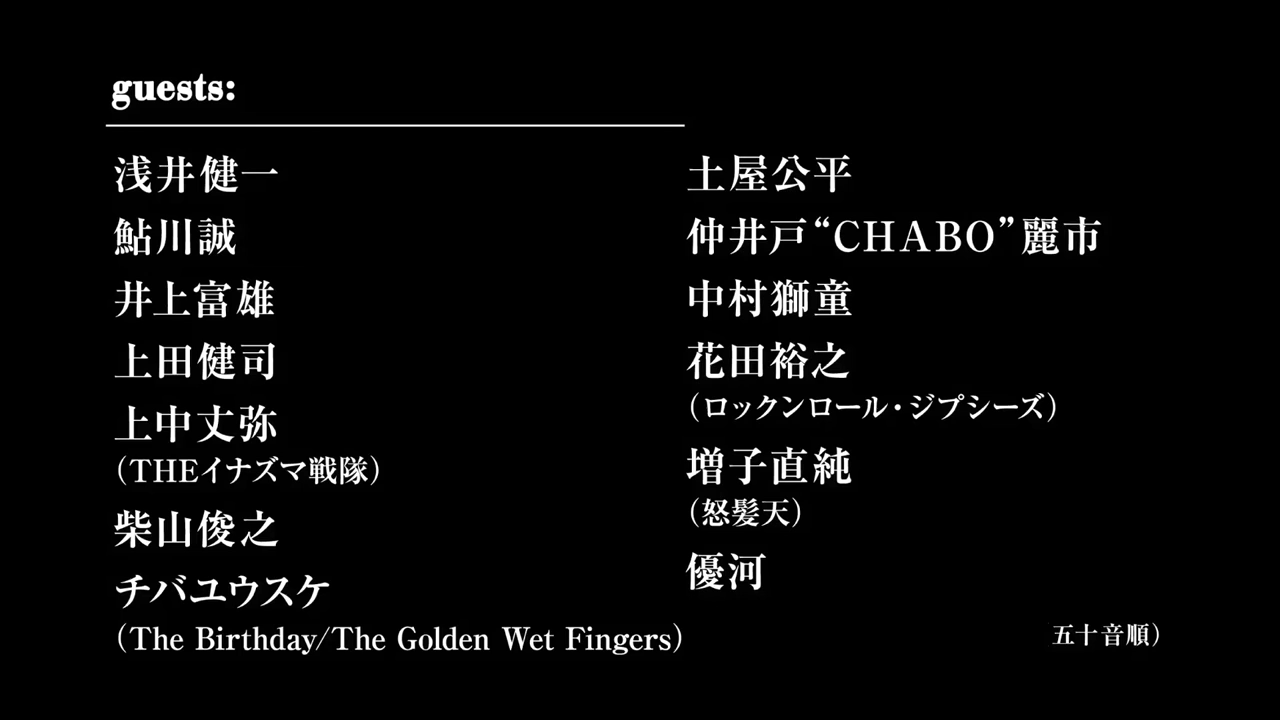 guests:
浅井健一
鮎川誠
井上富雄
上田健司
上中丈弥
（THEイナズマ戦隊）
柴山俊之
チバユウスケ
（The Birthday/The Golden Wet Fingers）
土屋公平
仲井戸“CHABO”麗市
中村獅童
花田裕之
（ロックンロール・ジプシーズ）
増子直純
（怒髪天）
優河
五十音順）